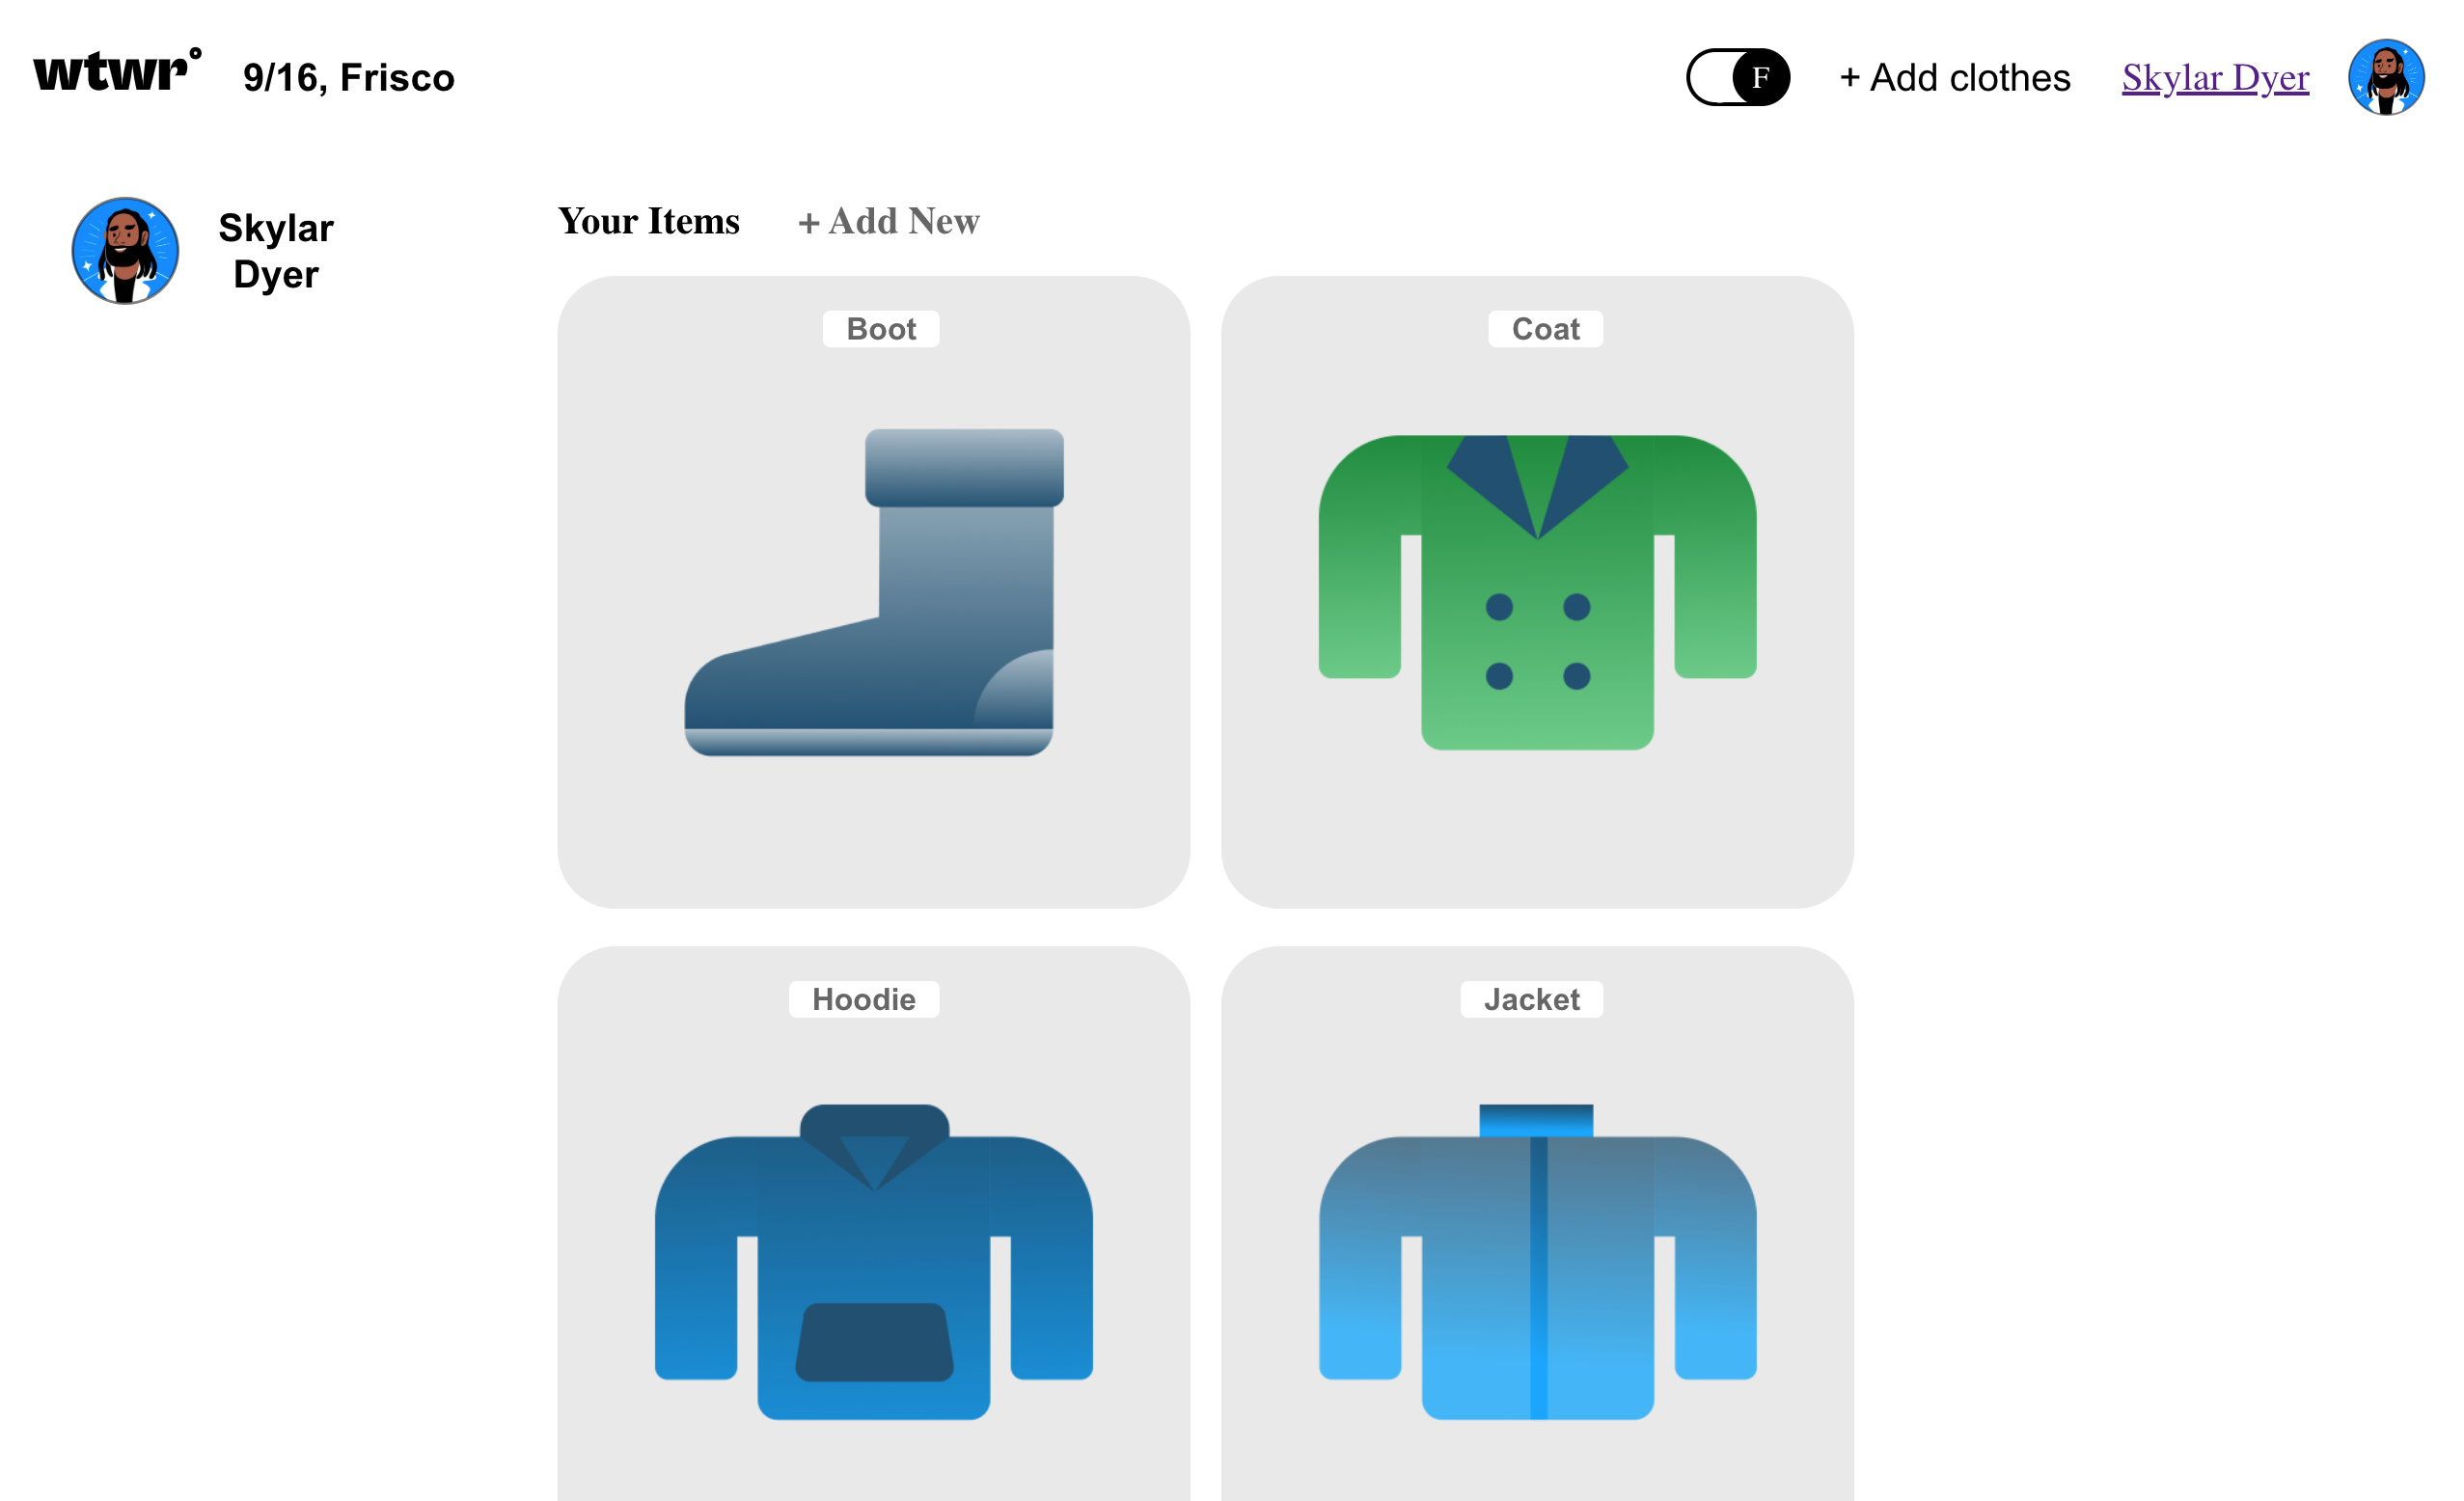 wtwr°
9/16, Frisco
F
+ Add clothes
Skylar Dyer
Skylar
Dyer
Your Items
+ Add New
Boot
Coat
Hoodie
Jacket